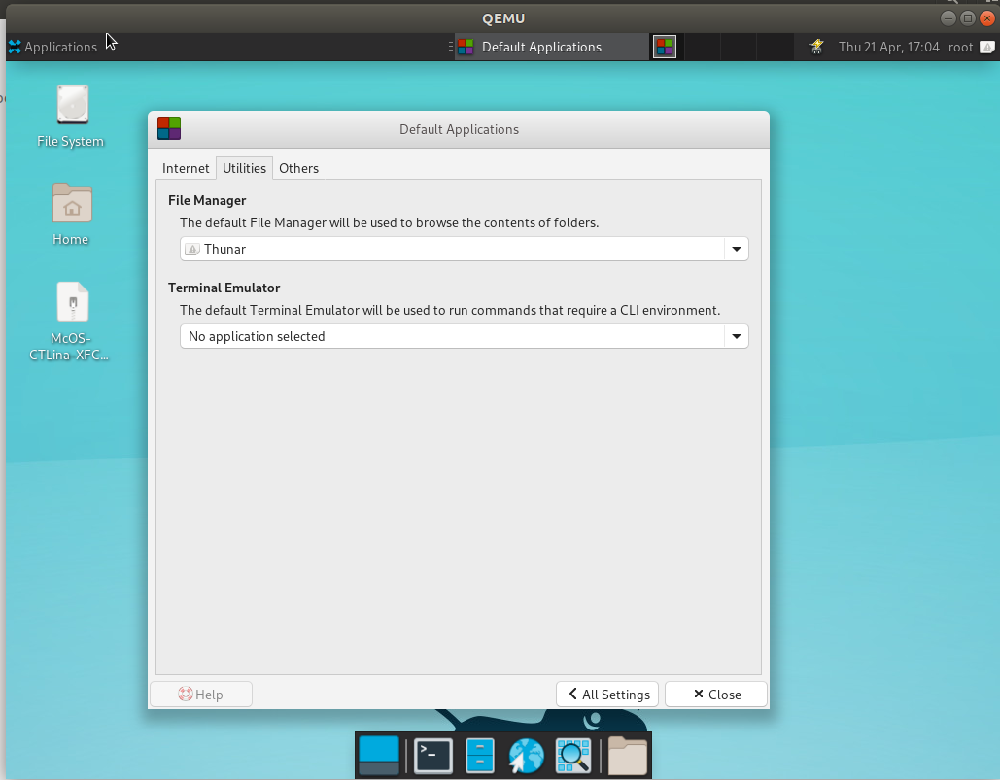 QEMU
Applications
Default Applications
Thu 21 Apr, 17:04 root
File System
Home
McOS-
CTLina-XFC...
Default Applications
Internet Utilities Others
File Manager
The default File Manager will be used to browse the contents of folders.
Thunar
Terminal Emulator
The default Terminal Emulator will be used to run commands that require a CLI environment.
No application selected
Help
All Settings
Close